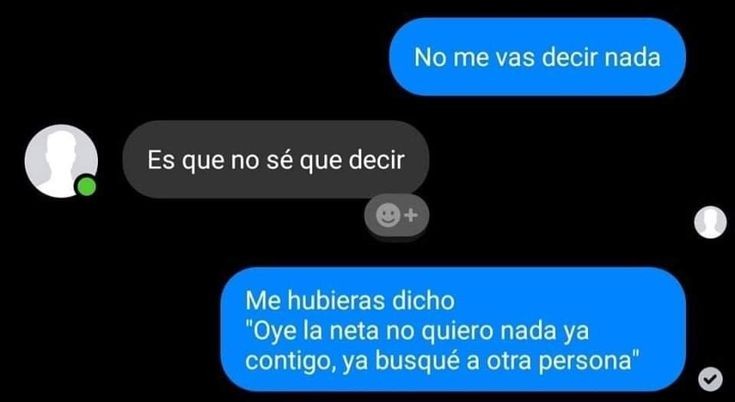 No me vas decir nada
Es que no sé que decir
Me hubieras dicho
"Oye la neta no quiero nada ya
contigo, ya busqué a otra persona"